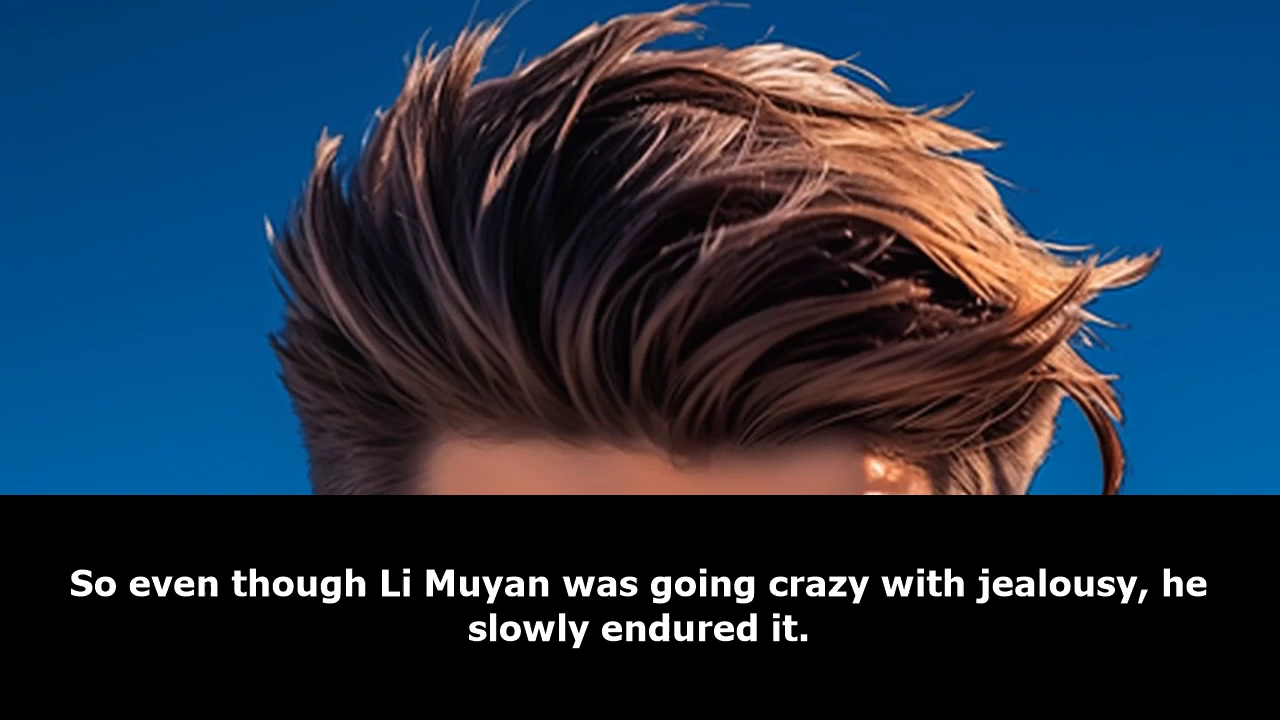 So even though Li Muyan was going crazy with jealousy, he
slowly endured it.